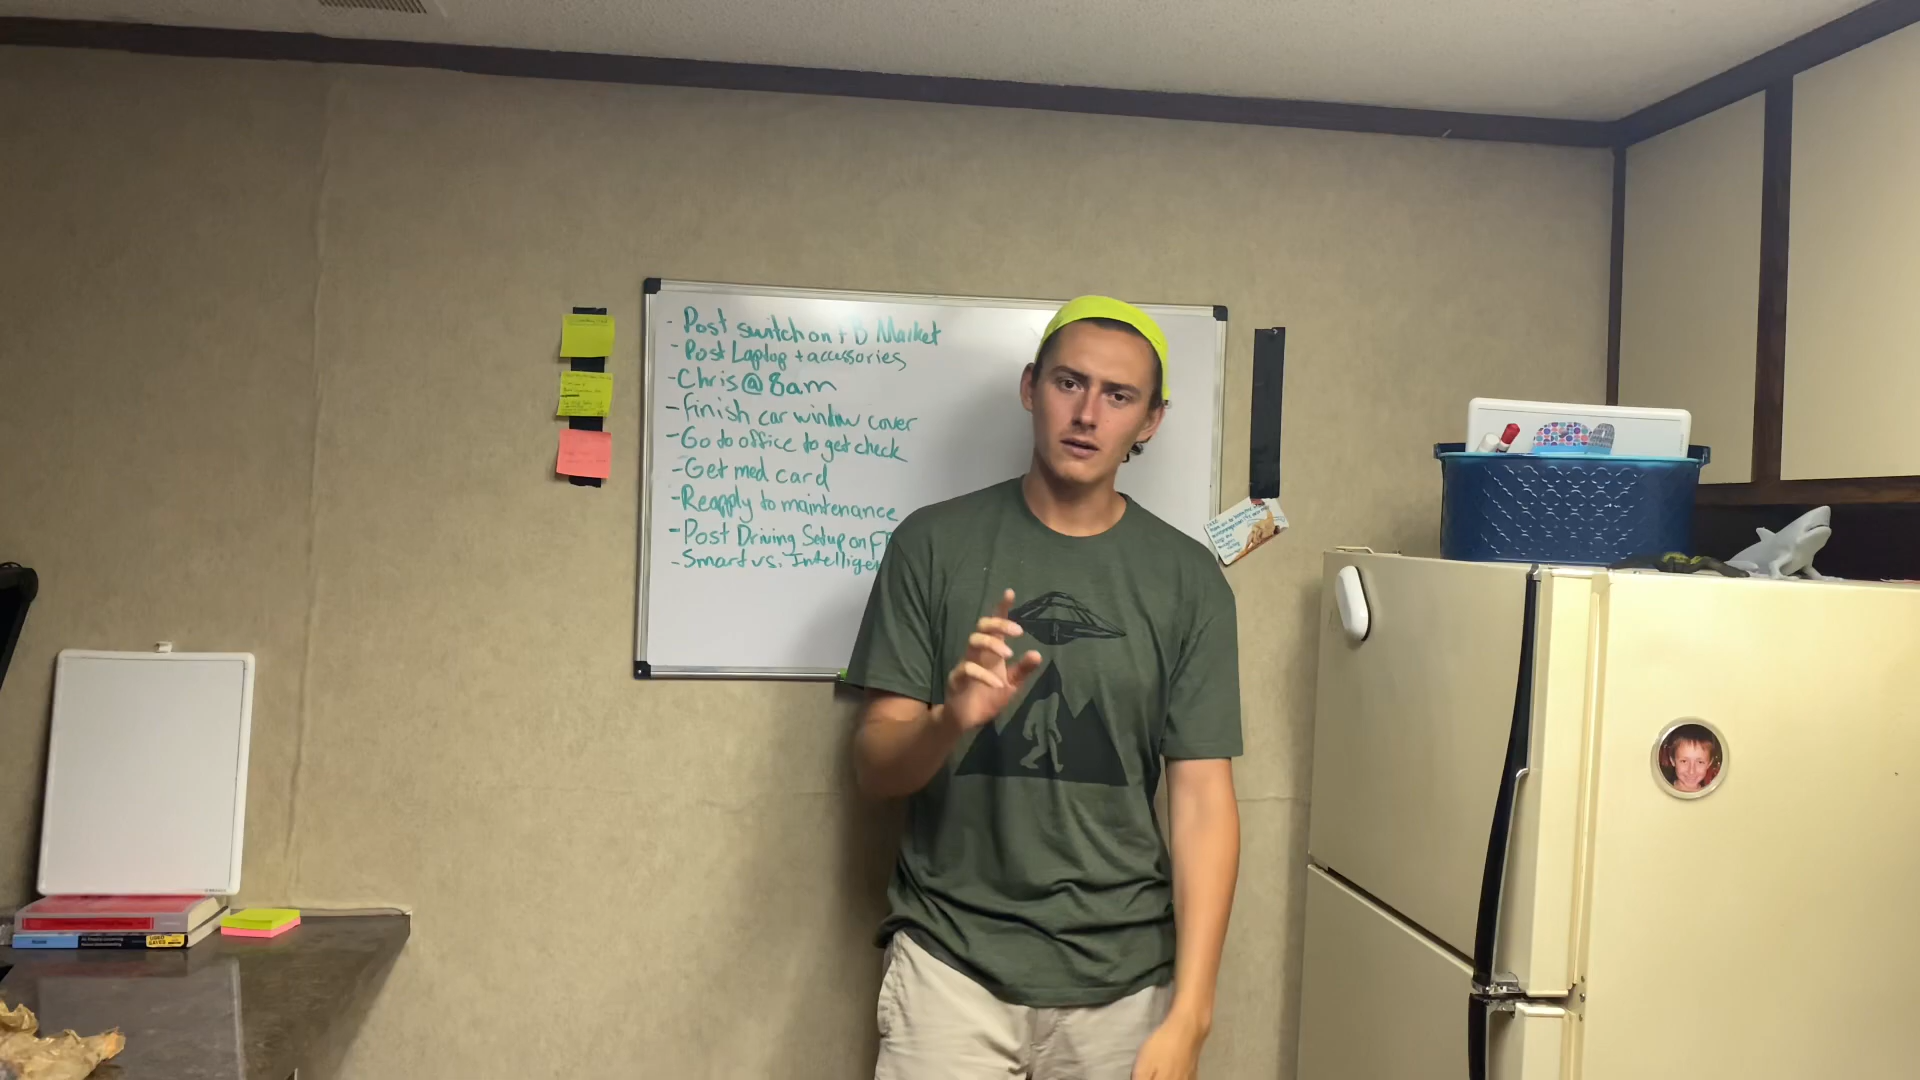 - Post switch on FB Market
- Post Laptop + accessories
- Chris @ 8am
- Finish car window cover
- Go to office to get check
- Get med card
- Reapply to maintenance
- Post Driving Setup on
- Smart vs. Intellige